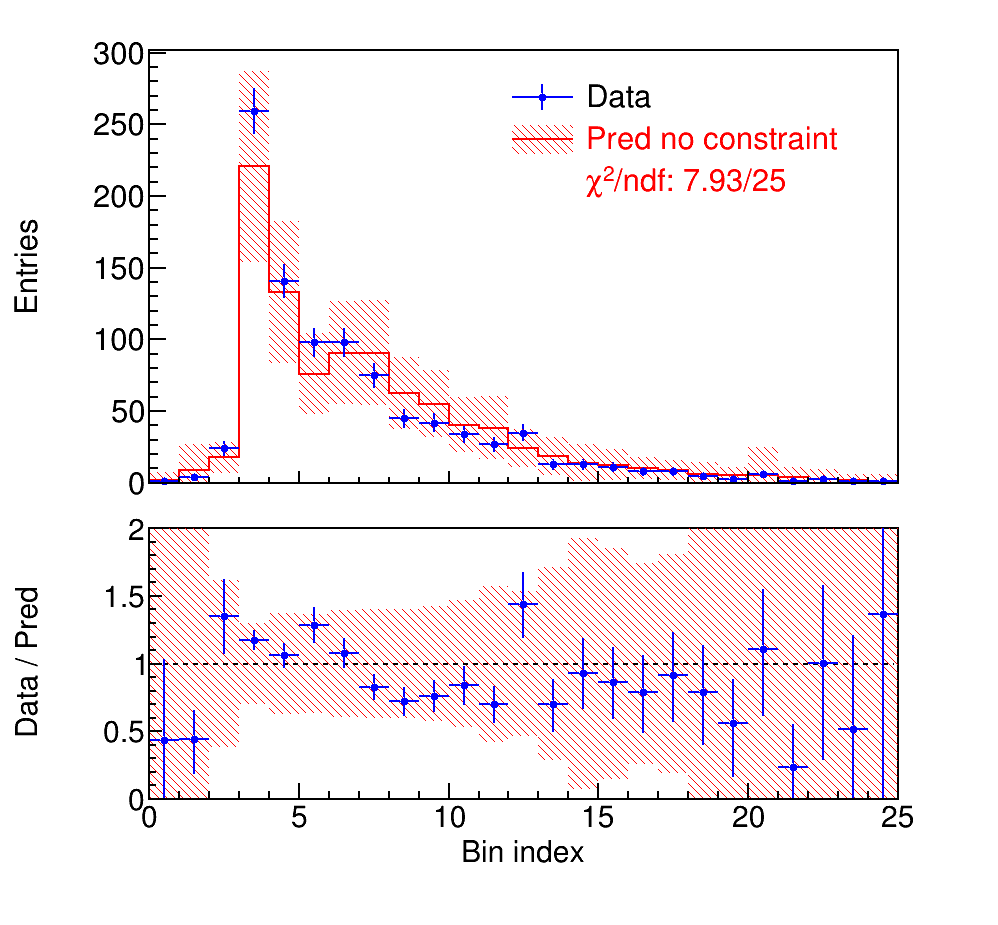 300
250
200
150
100
50
0
Entries
Data
Pred no constraint
χ²/ndf: 7.93/25
2
1.5
1
0.5
0
Data / Pred
0 5 10 15 20 25
Bin index